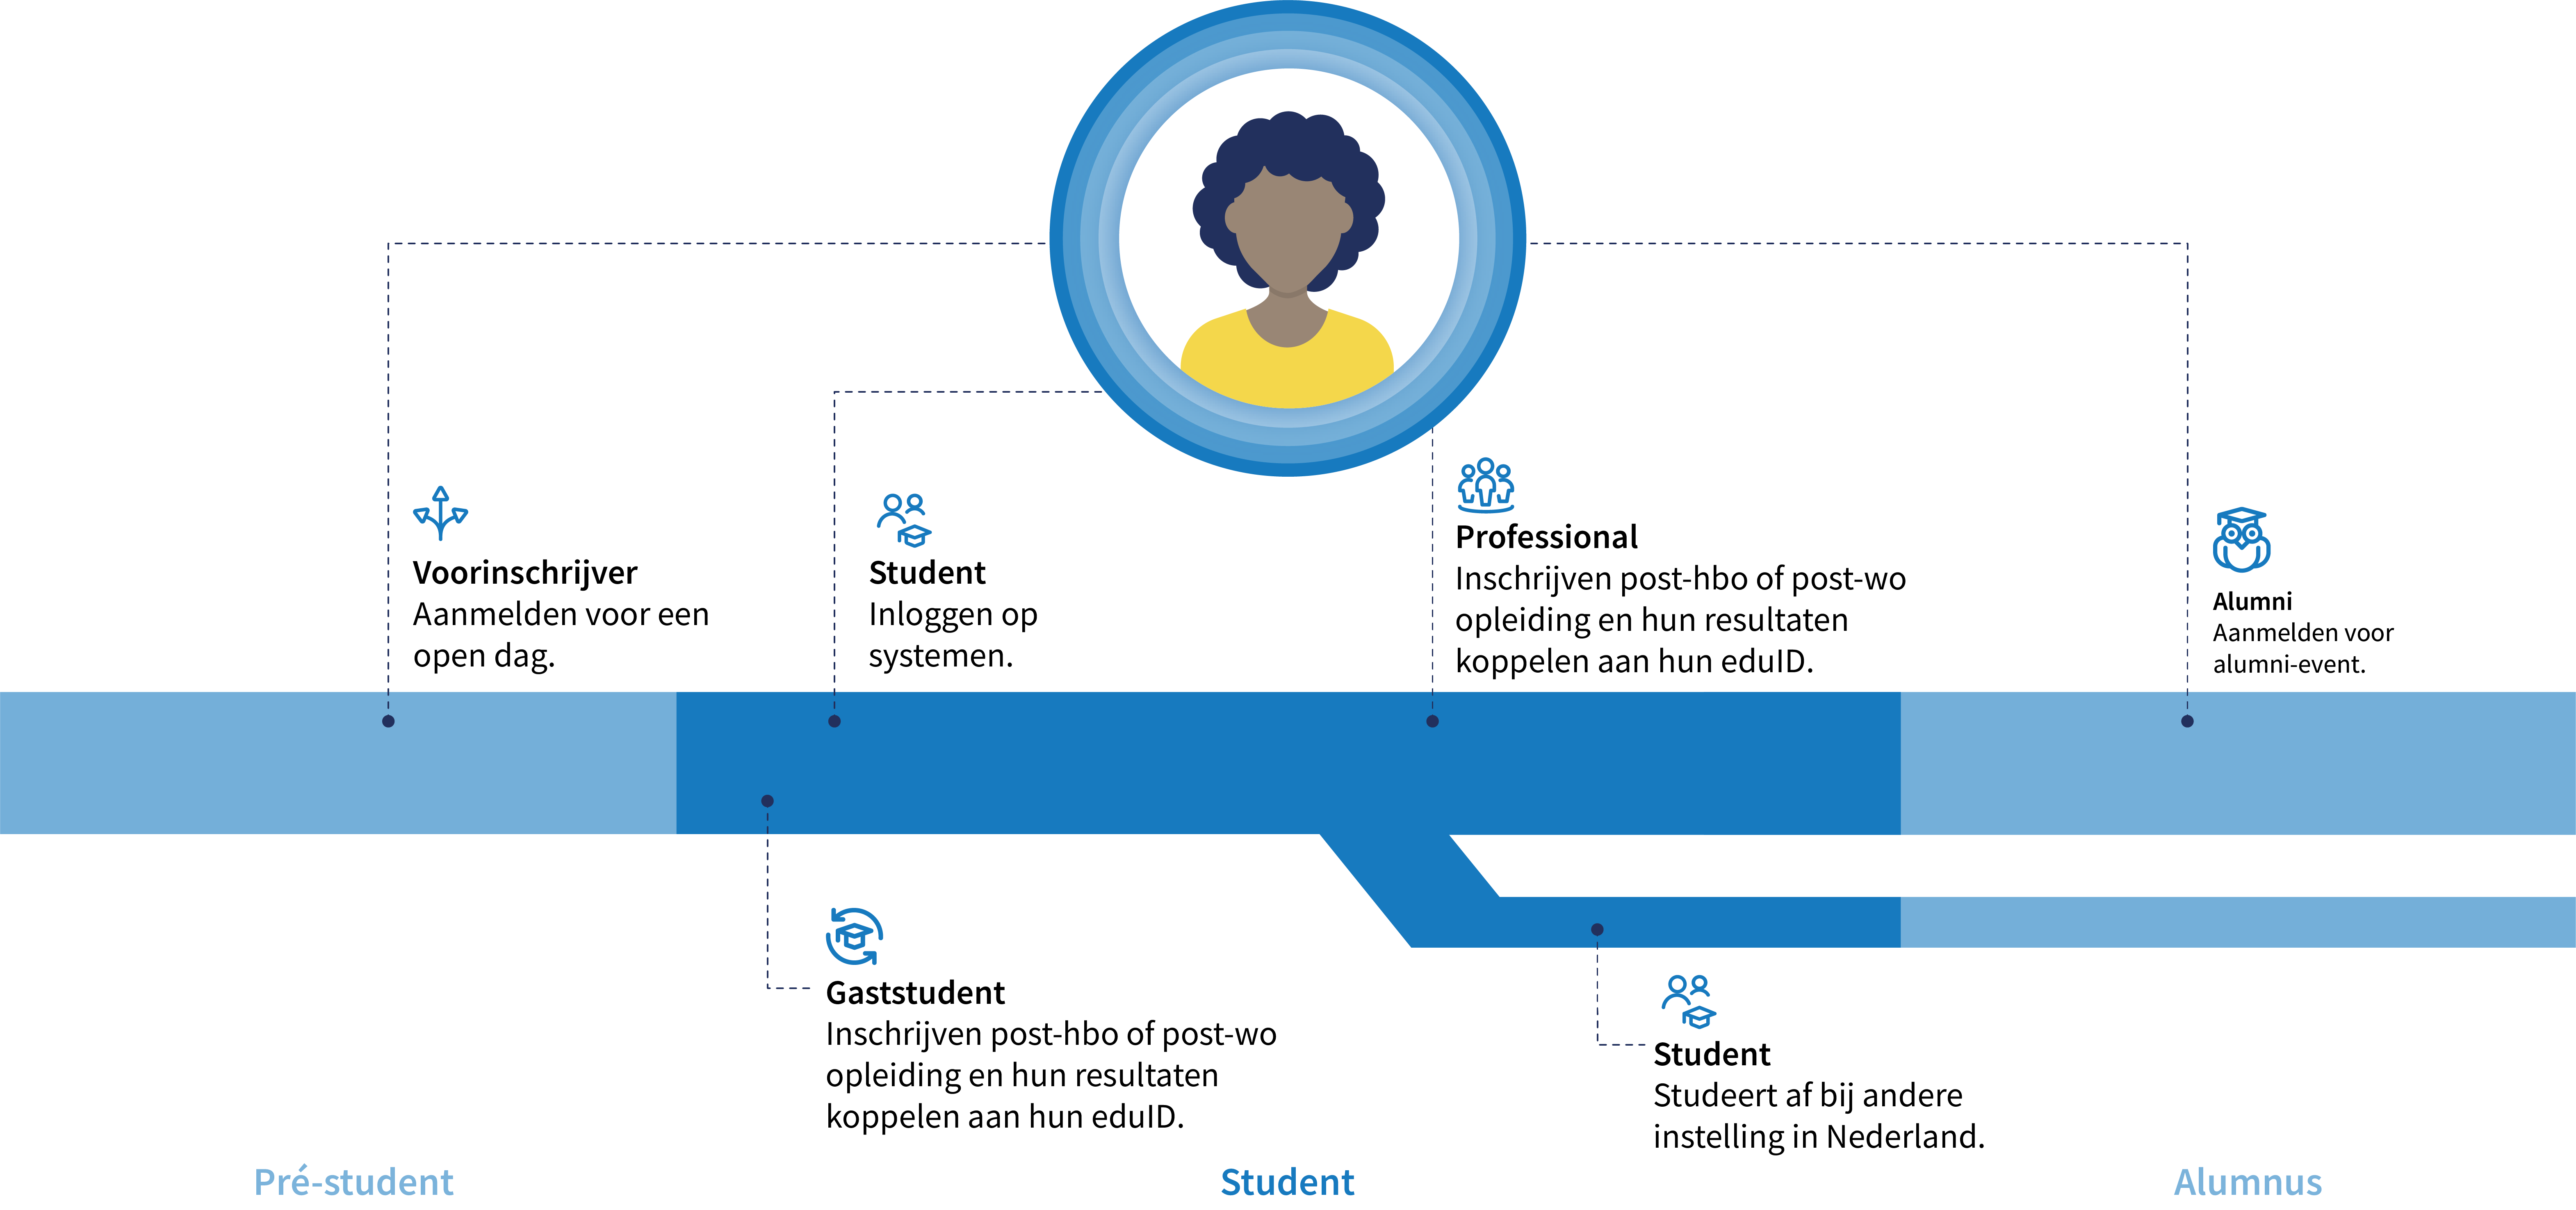 Voorinschrijver
Aanmelden voor een
open dag.
Student
Inloggen op
systemen.
Professional
Inschrijven post-hbo of post-wo
opleiding en hun resultaten
koppelen aan hun eduID.
Alumni
Aanmelden voor
alumni-event.
Gaststudent
Inschrijven post-hbo of post-wo
opleiding en hun resultaten
koppelen aan hun eduID.
Student
Studeert af bij andere
instelling in Nederland.
Pré-student
Student
Alumnus